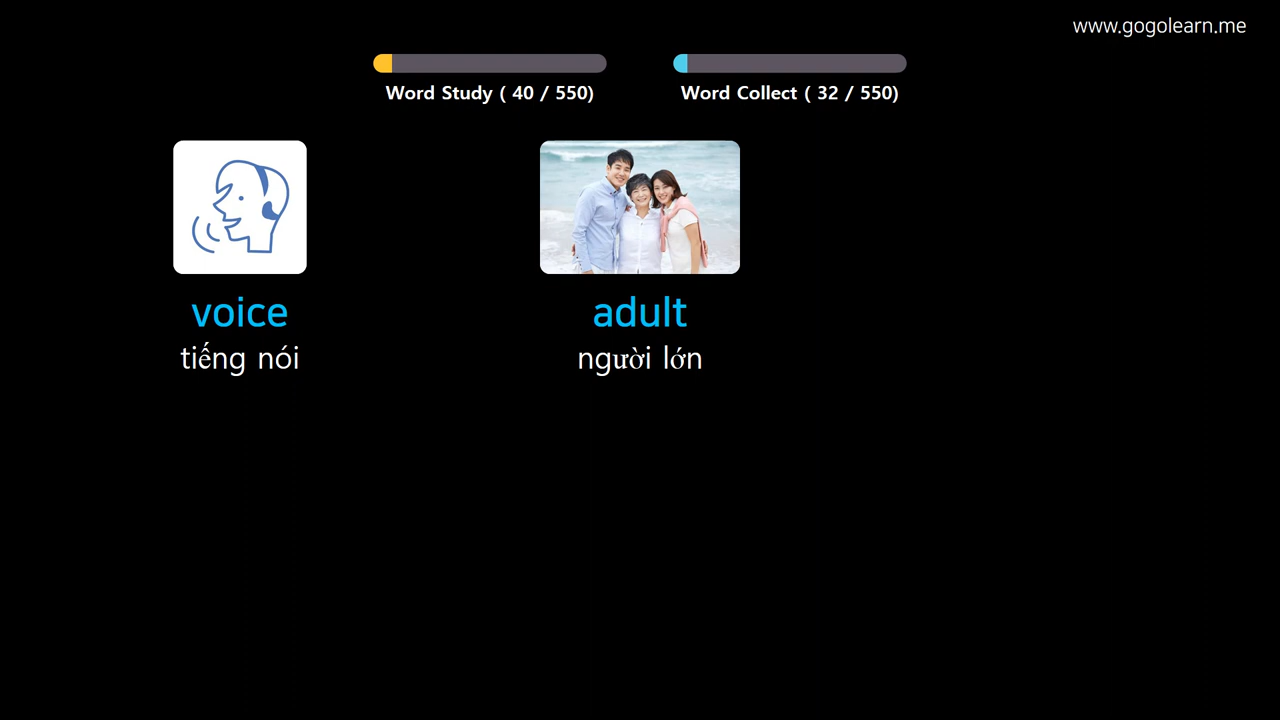 www.gogolearn.me
Word Study ( 40 / 550)
Word Collect ( 32 / 550)
voice
tiếng nói
adult
người lớn